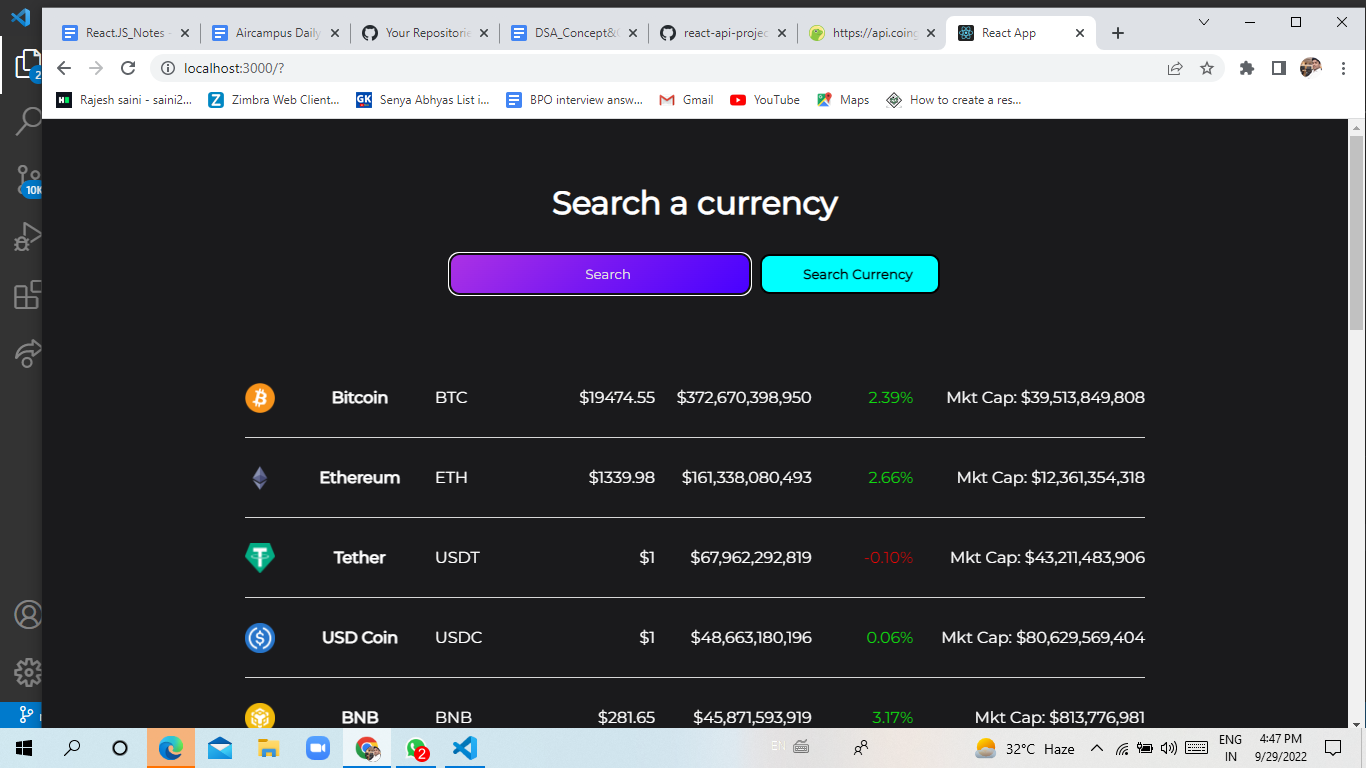 ReactJS_Notes -
Aircampus Daily
Your Repositorie
DSA_Concept&
react-api-projec
https://api.coing
React App
localhost:3000/?
Rajesh saini - saini2...
Zimbra Web Client...
Senya Abhyas List i...
BPO interview answ...
Gmail
YouTube
Maps
How to create a res...
2
10K
Search a currency
Search
Search Currency
Bitcoin BTC $19474.55 $372,670,398,950 2.39% Mkt Cap: $39,513,849,808
Ethereum ETH $1339.98 $161,338,080,493 2.66% Mkt Cap: $12,361,354,318
Tether USDT $1 $67,962,292,819 -0.10% Mkt Cap: $43,211,483,906
USD Coin USDC $1 $48,663,180,196 0.06% Mkt Cap: $80,629,569,404
BNB BNB $281.65 $45,871,593,919 3.17% Mkt Cap: $813,776,981
2
EN
32°C Haze
ENG
IN
4:47 PM
9/29/2022